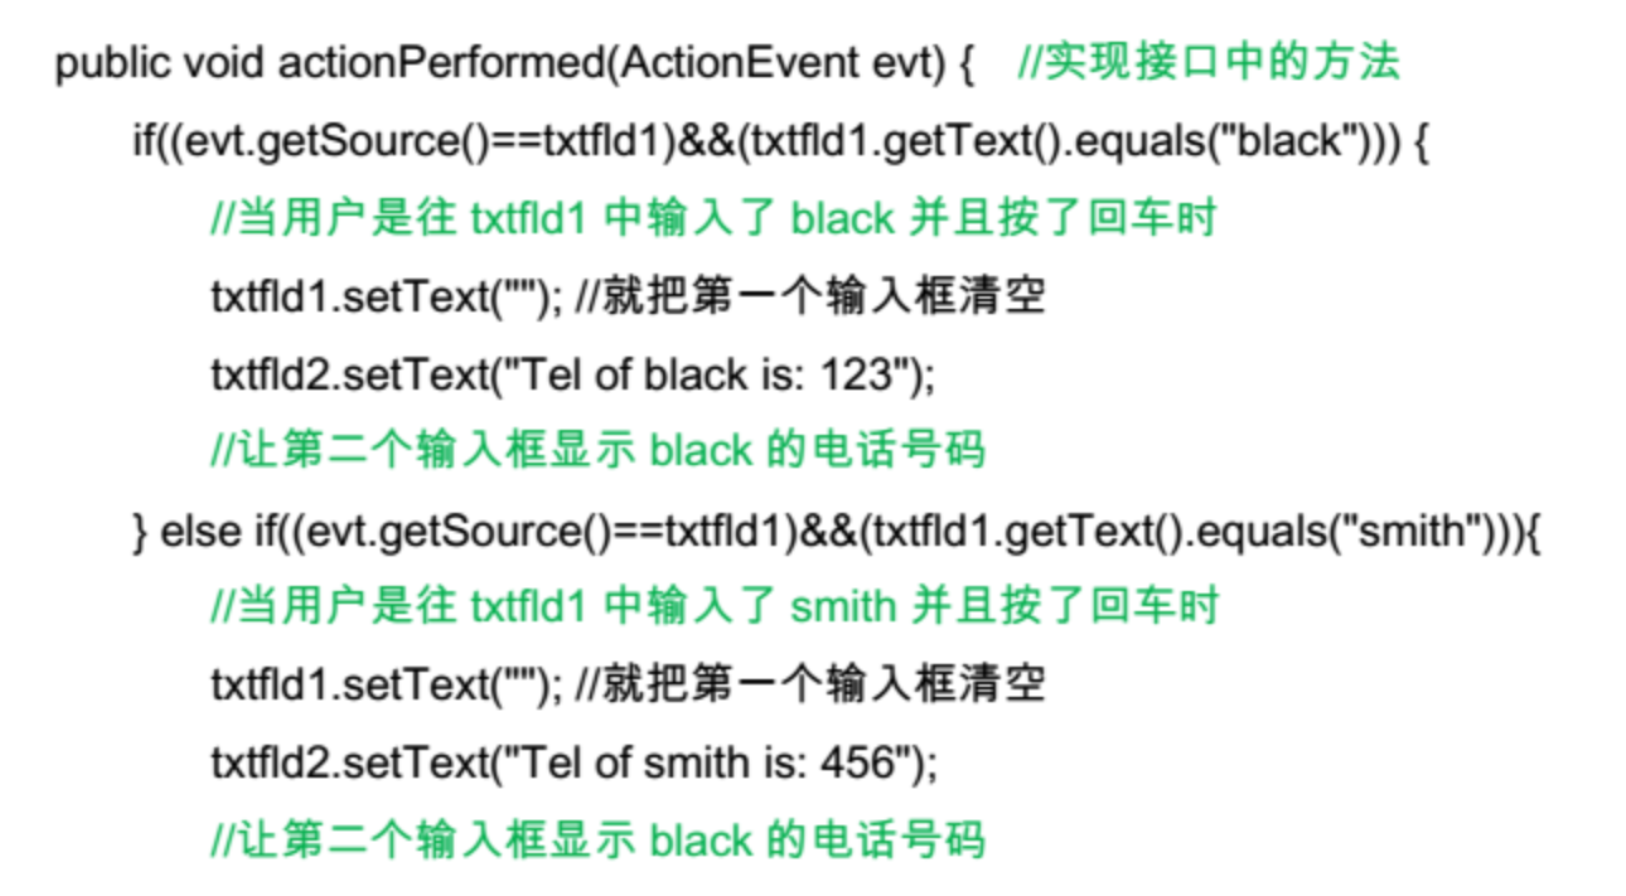 public void actionPerformed(ActionEvent evt) { //实现接口中的方法
if((evt.getSource()==txtfld1)&&(txtfld1.getText().equals("black"))) {
//当用户是往 txtfld1 中输入了 black 并且按了回车时
txtfld1.setText(""); //就把第一个输入框清空
txtfld2.setText("Tel of black is: 123");
//让第二个输入框显示 black 的电话号码
} else if((evt.getSource()==txtfld1)&&(txtfld1.getText().equals("smith"))){
//当用户是往 txtfld1 中输入了 smith 并且按了回车时
txtfld1.setText(""); //就把第一个输入框清空
txtfld2.setText("Tel of smith is: 456");
//让第二个输入框显示 black 的电话号码